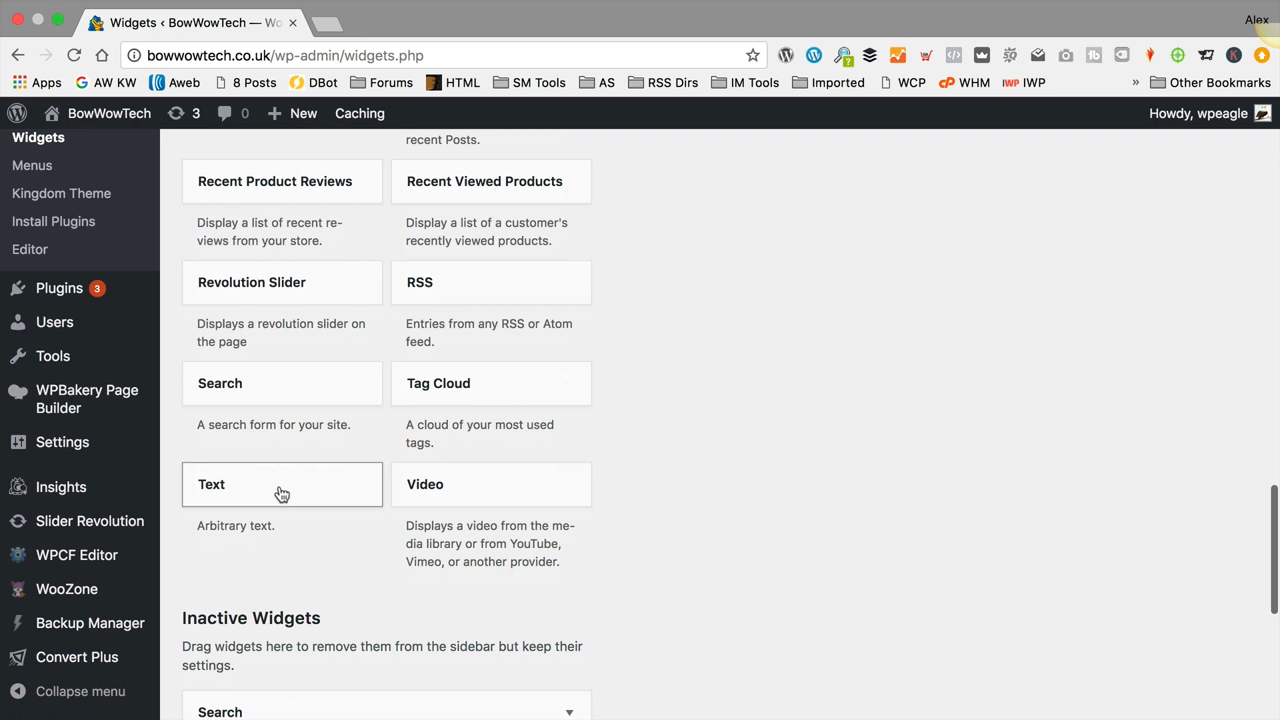 Alex
Widgets ‹ BowWowTech — Wo
bowwowtech.co.uk/wp-admin/widgets.php
Apps
AW KW
Aweb
8 Posts
DBot
Forums
HTML
SM Tools
AS
RSS Dirs
IM Tools
Imported
WCP
WHM
IWP
»
Other Bookmarks
BowWowTech
3
0
New
Caching
Howdy, wpeagle
Widgets
Menus
Kingdom Theme
Install Plugins
Editor
Plugins 3
Users
Tools
WPBakery Page
Builder
Settings
Insights
Slider Revolution
WPCF Editor
WooZone
Backup Manager
Convert Plus
Collapse menu
recent Posts.
Recent Product Reviews
Display a list of recent re-
views from your store.
Recent Viewed Products
Display a list of a customer's
recently viewed products.
Revolution Slider
Displays a revolution slider on
the page
RSS
Entries from any RSS or Atom
feed.
Search
A search form for your site.
Tag Cloud
A cloud of your most used
tags.
Text
Arbitrary text.
Video
Displays a video from the me-
dia library or from YouTube,
Vimeo, or another provider.
Inactive Widgets
Drag widgets here to remove them from the sidebar but keep their
settings.
Search